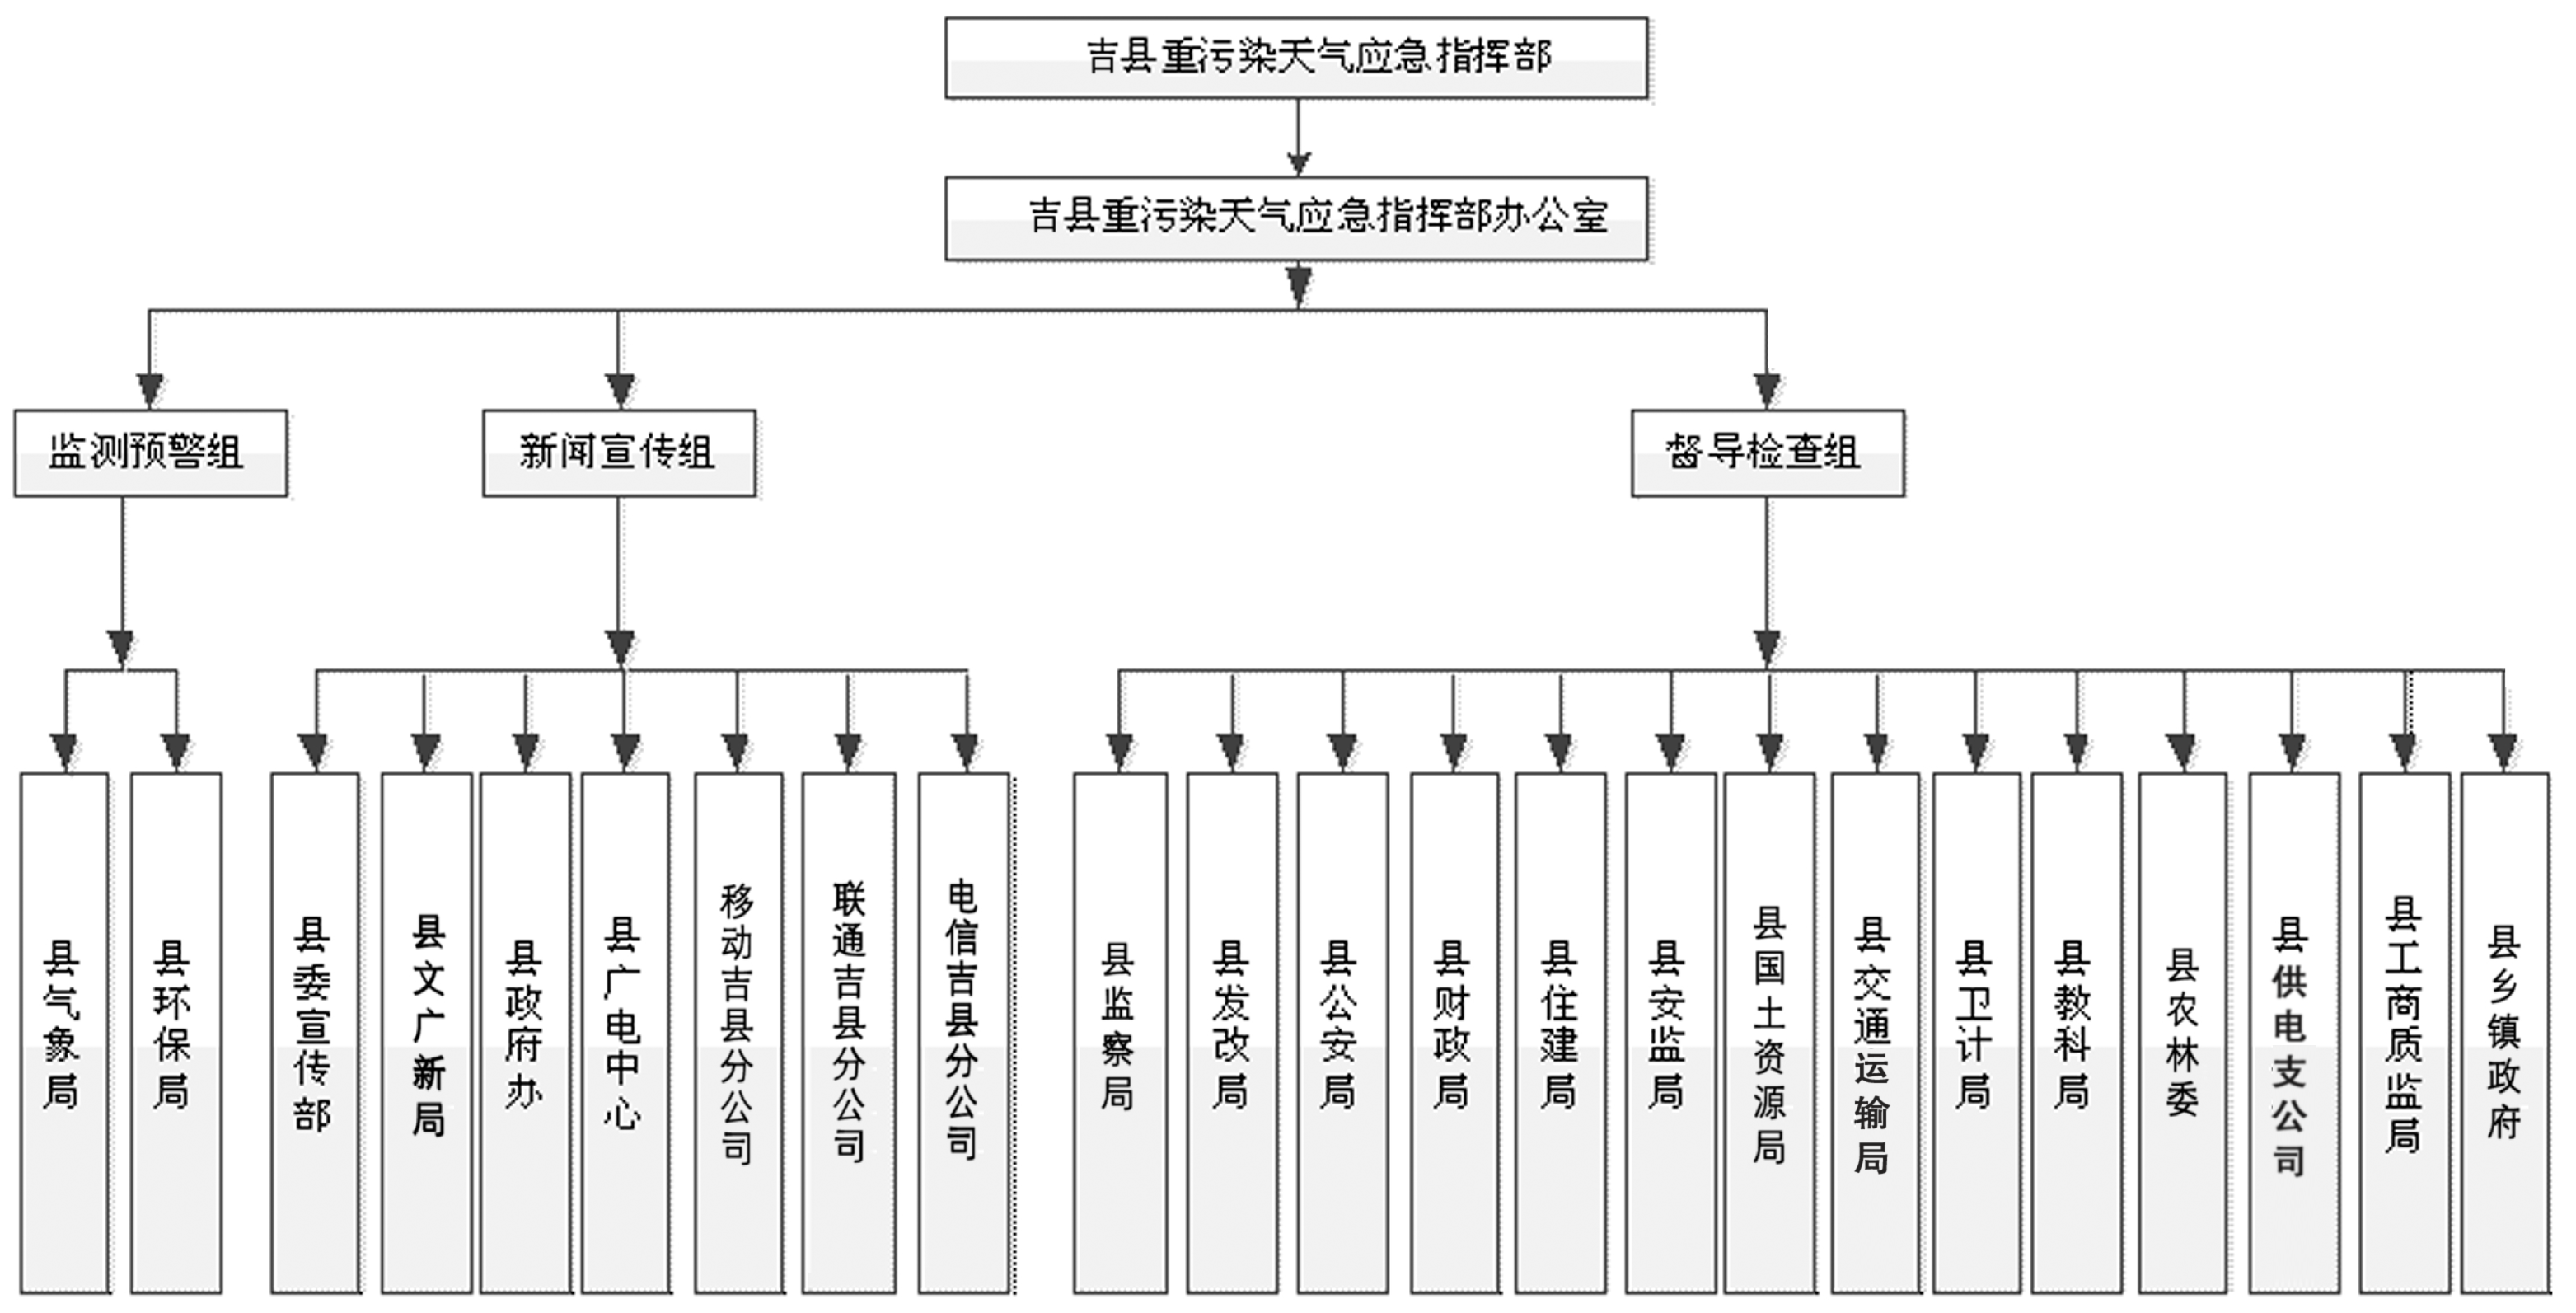 吉县重污染天气应急指挥部
吉县重污染天气应急指挥部办公室
监测预警组
新闻宣传组
督导检查组
县气象局
县环保局
县委宣传部
县文广新局
县政府办
县广电中心
移动吉县分公司
联通吉县分公司
电信吉县分公司
县监察局
县发改局
县公安局
县财政局
县住建局
县安监局
县国土资源局
县交通运输局
县卫计局
县教科局
县农林委
县供电支公司
县工商质监局
县乡镇政府